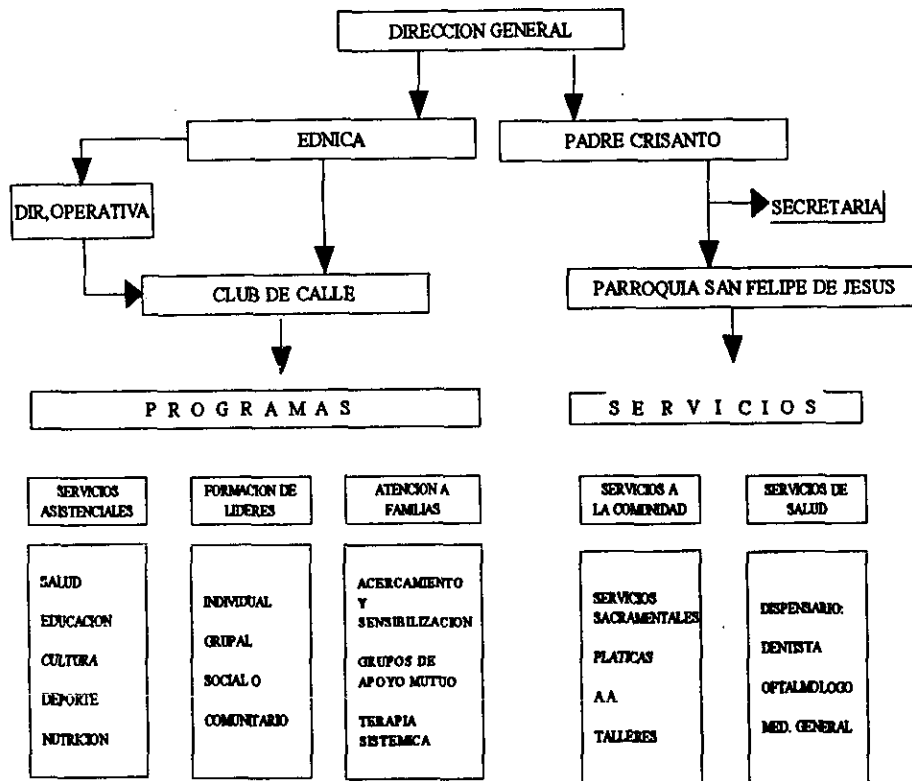 DIRECCION GENERAL
EDNICA
PADRE CRISANTO
DIR, OPERATIVA
SECRETARIA
CLUB DE CALLE
PARROQUIA SAN FELIPE DE JESUS
P R O G R A M A S
S E R V I C I O S
SERVICIOS
ASISTENCIALES
FORMACION DE
LIDERES
ATENCION A
FAMILIAS
SERVICIOS A
LA COMUNIDAD
SERVICIOS DE
SALUD
SALUD
EDUCACION
CULTURA
DEPORTE
NUTRICION
INDIVIDUAL
GRUPAL
SOCIAL O
COMUNITARIO
ACERCAMIENTO
Y
SENSIBILIZACION
GRUPOS DE
APOYO MUTUO
TERAPIA
SISTEMICA
SERVICIOS
SACRAMENTALES
PLATICAS
A.A.
TALLERES
DISPENSARIO:
DENTISTA
OFTALMOLOGO
MED. GENERAL